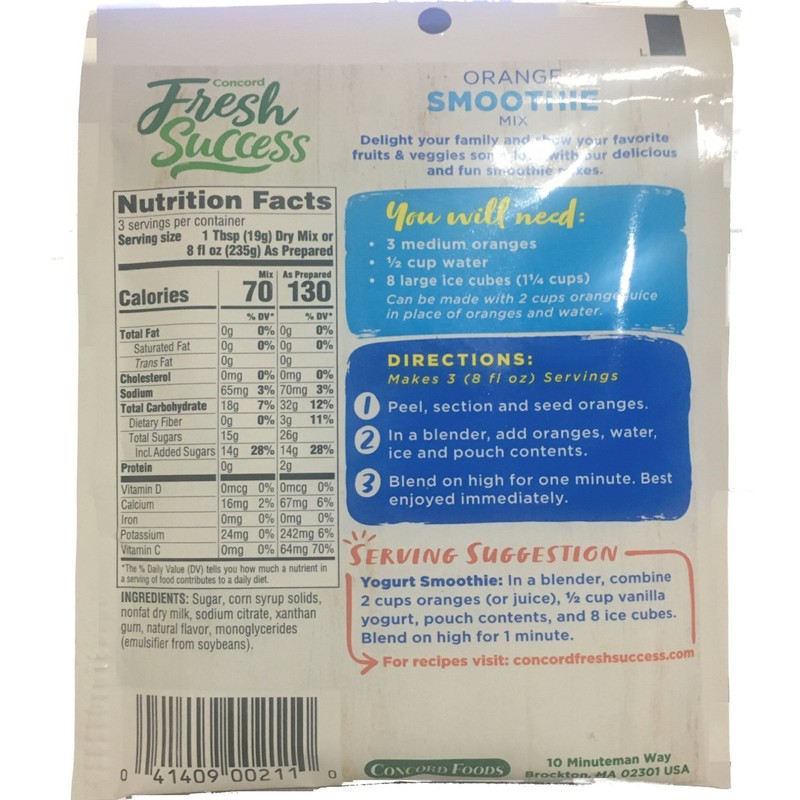 Concord
Fresh
Success
ORANGE
SMOOTHIE
MIX
Delight your family and show your favorite
fruits & veggies with our delicious
and fun smoothie
Nutrition Facts
3 servings per container
Serving size 1 Tbsp (19g) Dry Mix or
8 fl oz (235g) As Prepared
Mix As Prepared
Calories 70 130
% DV* % DV*
Total Fat 0g 0% 0g 0%
Saturated Fat 0g 0% 0g 0%
Trans Fat 0g 0g
Cholesterol 0mg 0% 0mg 0%
Sodium 65mg 3% 70mg 3%
Total Carbohydrate 18g 7% 32g 12%
Dietary Fiber 0g 0% 3g 11%
Total Sugars 15g 26g
Incl. Added Sugars 14g 28% 14g 28%
Protein 0g 2g
Vitamin D 0mcg 0% 0mcg 0%
Calcium 16mg 2% 67mg 6%
Iron 0mg 0% 0mg 0%
Potassium 24mg 0% 242mg 6%
Vitamin C 0mg 0% 64mg 70%
*The % Daily Value (DV) tells you how much a nutrient in
a serving of food contributes to a daily diet.
INGREDIENTS: Sugar, corn syrup solids,
nonfat dry milk, sodium citrate, xanthan
gum, natural flavor, monoglycerides
(emulsifier from soybeans).
You will need:
• 3 medium oranges
• ½ cup water
• 8 large ice cubes (1¼ cups)
Can be made with 2 cups orange juice
in place of oranges and water.
DIRECTIONS:
Makes 3 (8 fl oz) Servings
1 Peel, section and seed oranges.
2 In a blender, add oranges, water,
ice and pouch contents.
3 Blend on high for one minute. Best
enjoyed immediately.
SERVING SUGGESTION
Yogurt Smoothie: In a blender, combine
2 cups oranges (or juice), ½ cup vanilla
yogurt, pouch contents, and 8 ice cubes.
Blend on high for 1 minute.
For recipes visit: concordfreshsuccess.com
0 41409 00211 0
CONCORD FOODS
10 Minuteman Way
Brockton, MA 02301 USA